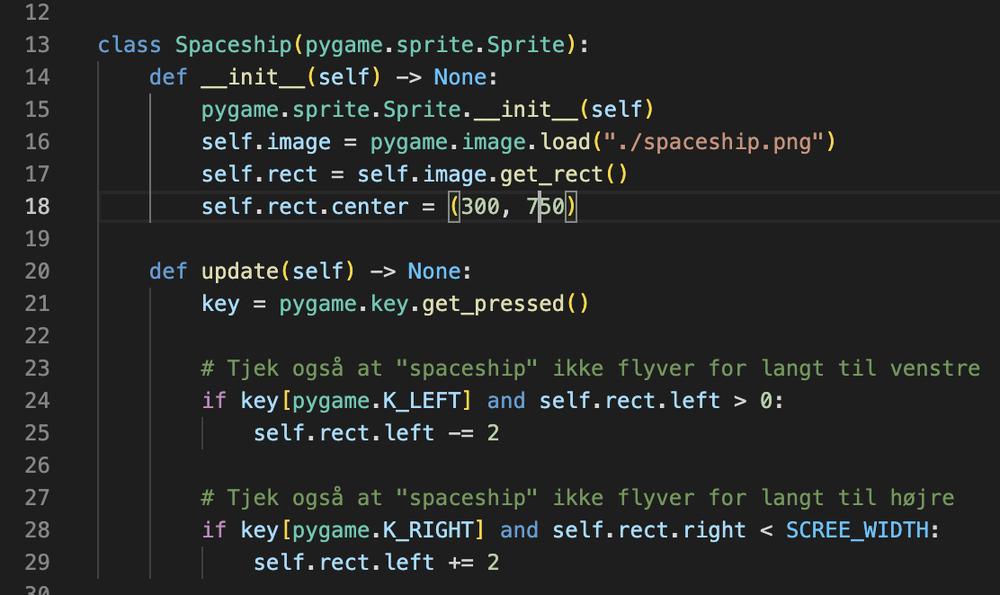 12
13 class Spaceship(pygame.sprite.Sprite):
14 def __init__(self) -> None:
15 pygame.sprite.Sprite.__init__(self)
16 self.image = pygame.image.load("./spaceship.png")
17 self.rect = self.image.get_rect()
18 self.rect.center = (300, 750)
19
20 def update(self) -> None:
21 key = pygame.key.get_pressed()
22
23 # Tjek også at "spaceship" ikke flyver for langt til venstre
24 if key[pygame.K_LEFT] and self.rect.left > 0:
25 self.rect.left -= 2
26
27 # Tjek også at "spaceship" ikke flyver for langt til højre
28 if key[pygame.K_RIGHT] and self.rect.right < SCREE_WIDTH:
29 self.rect.left += 2
30